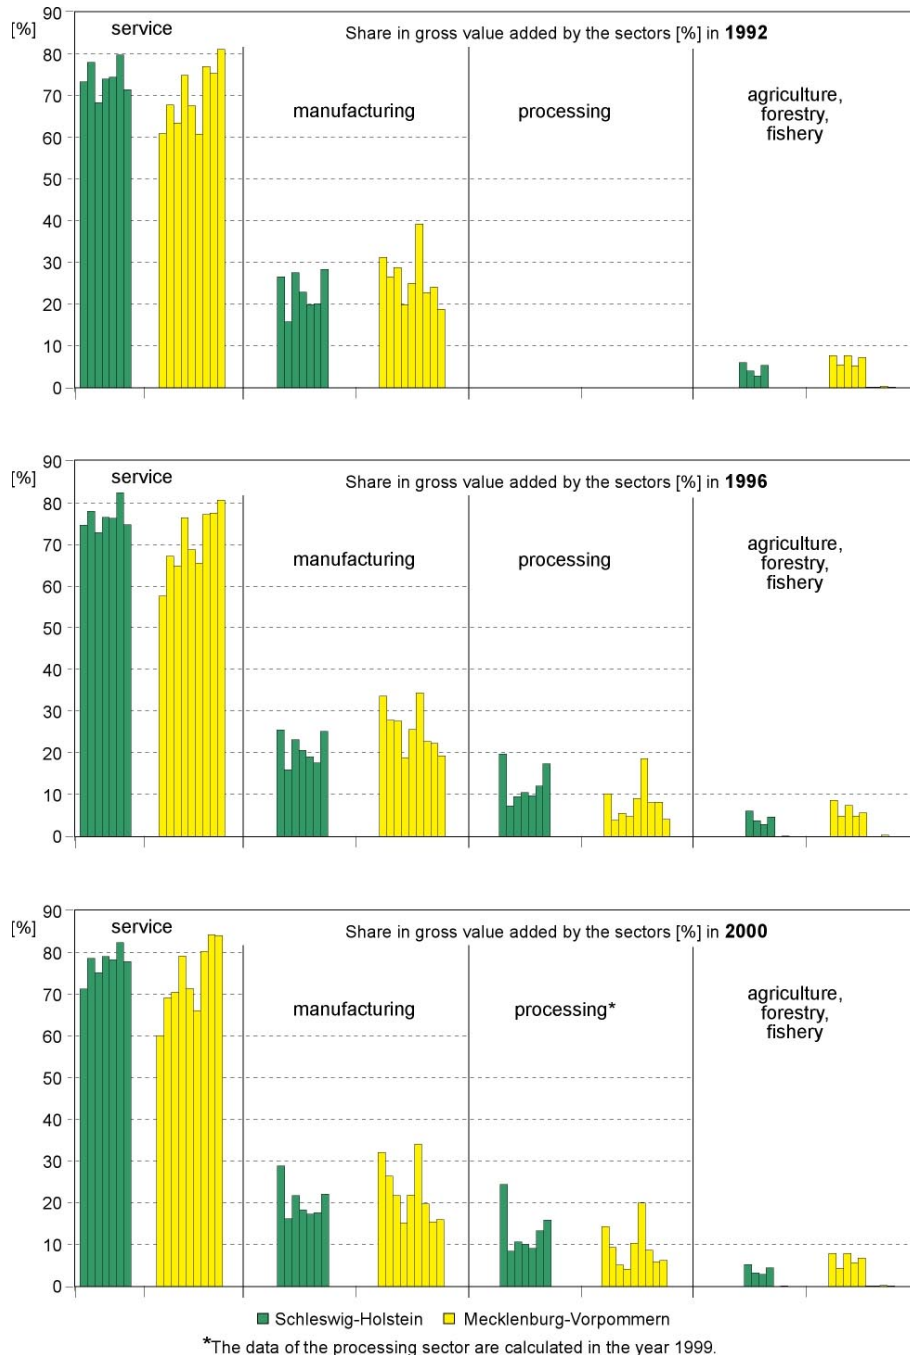 90
[%]
service
Share in gross value added by the sectors [%] in 1992
80
70
manufacturing
processing
agriculture,
forestry,
fishery
60
50
40
30
20
10
0
90
[%]
service
Share in gross value added by the sectors [%] in 1996
80
70
manufacturing
processing
agriculture,
forestry,
fishery
60
50
40
30
20
10
0
90
[%]
service
Share in gross value added by the sectors [%] in 2000
80
70
manufacturing
processing*
agriculture,
forestry,
fishery
60
50
40
30
20
10
0
Schleswig-Holstein Mecklenburg-Vorpommern
*The data of the processing sector are calculated in the year 1999.